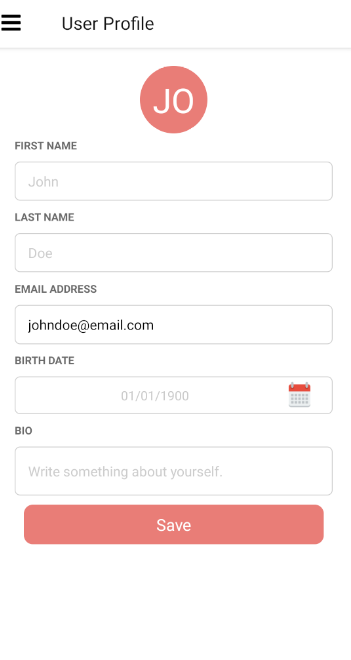 User Profile
JO
FIRST NAME
John
LAST NAME
Doe
EMAIL ADDRESS
johndoe@email.com
BIRTH DATE
01/01/1900
BIO
Write something about yourself.
Save